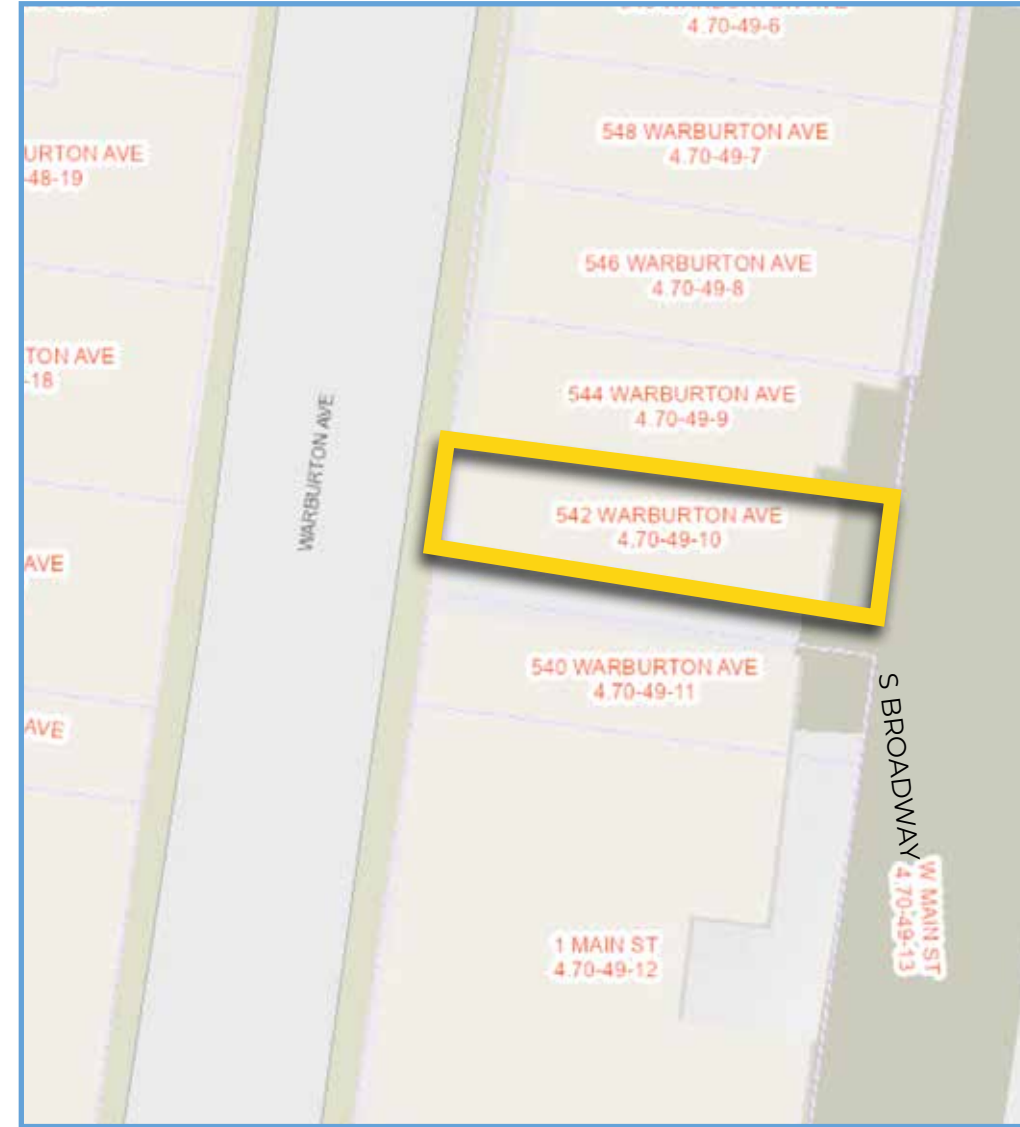 4.70-49-6
548 WARBURTON AVE
4.70-49-7
URTON AVE
-48-19
546 WARBURTON AVE
4.70-49-8
TON AVE
-18
544 WARBURTON AVE
4.70-49-9
WARBURTON AVE
542 WARBURTON AVE
4.70-49-10
AVE
540 WARBURTON AVE
4.70-49-11
AVE
S BROADWAY
W MAIN ST
4.70-49-13
1 MAIN ST
4.70-49-12